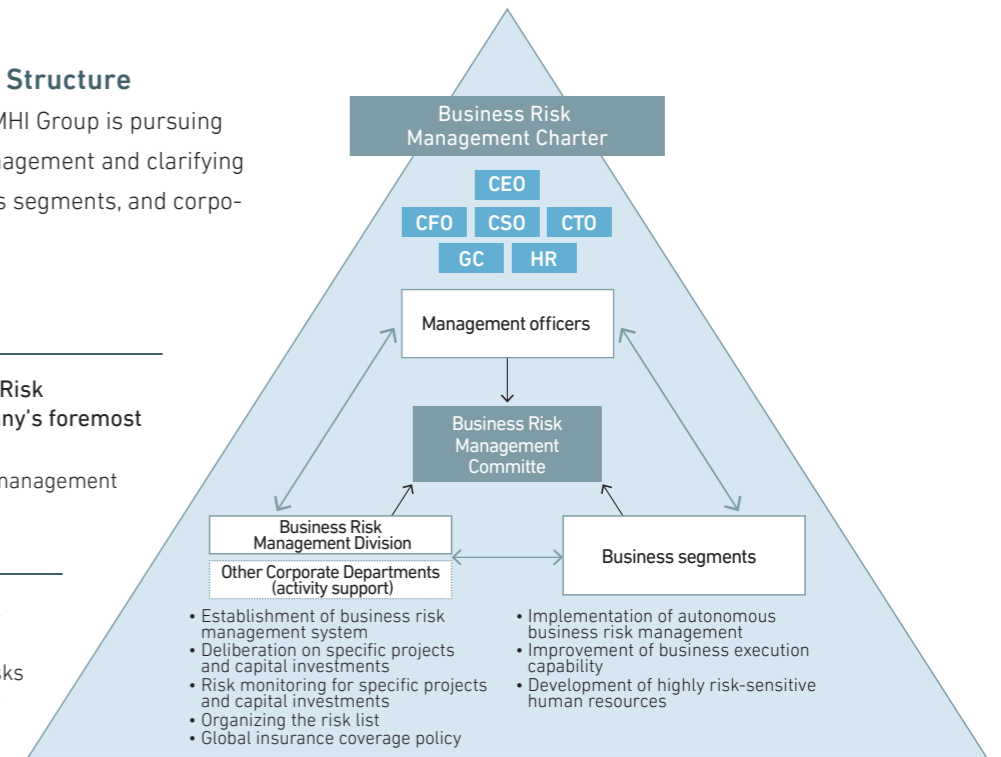 Structure
MHI Group is pursuing
nagement and clarifying
s segments, and corpo-
Risk
ny's foremost
management
sks
Business Risk
Management Charter
CEO
CFO CSO CTO
GC HR
Management officers
Business Risk
Management
Committe
Business Risk
Management Division
Other Corporate Departments
(activity support)
Business segments
• Establishment of business risk
management system
• Deliberation on specific projects
and capital investments
• Risk monitoring for specific projects
and capital investments
• Organizing the risk list
• Global insurance coverage policy
• Implementation of autonomous
business risk management
• Improvement of business execution
capability
• Development of highly risk-sensitive
human resources